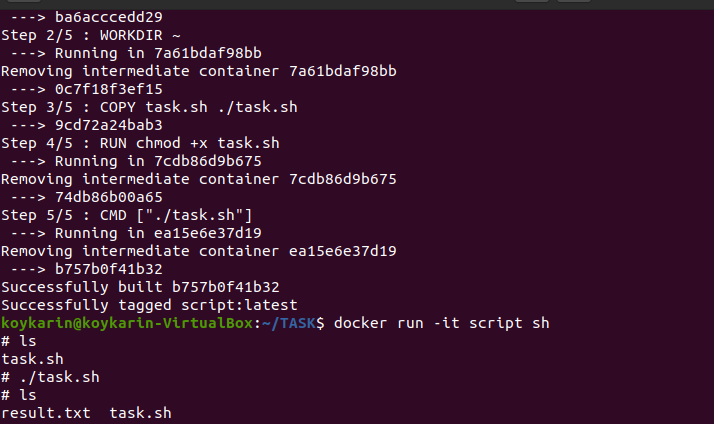 ---> ba6acccedd29
Step 2/5 : WORKDIR ~
---> Running in 7a61bdaf98bb
Removing intermediate container 7a61bdaf98bb
---> 0c7f18f3ef15
Step 3/5 : COPY task.sh ./task.sh
---> 9cd72a24bab3
Step 4/5 : RUN chmod +x task.sh
---> Running in 7cdb86d9b675
Removing intermediate container 7cdb86d9b675
---> 74db86b00a65
Step 5/5 : CMD ["./task.sh"]
---> Running in ea15e6e37d19
Removing intermediate container ea15e6e37d19
---> b757b0f41b32
Successfully built b757b0f41b32
Successfully tagged script:latest
koykarin@koykarin-VirtualBox:~/TASK$ docker run -it script sh
# ls
task.sh
# ./task.sh
# ls
result.txt  task.sh